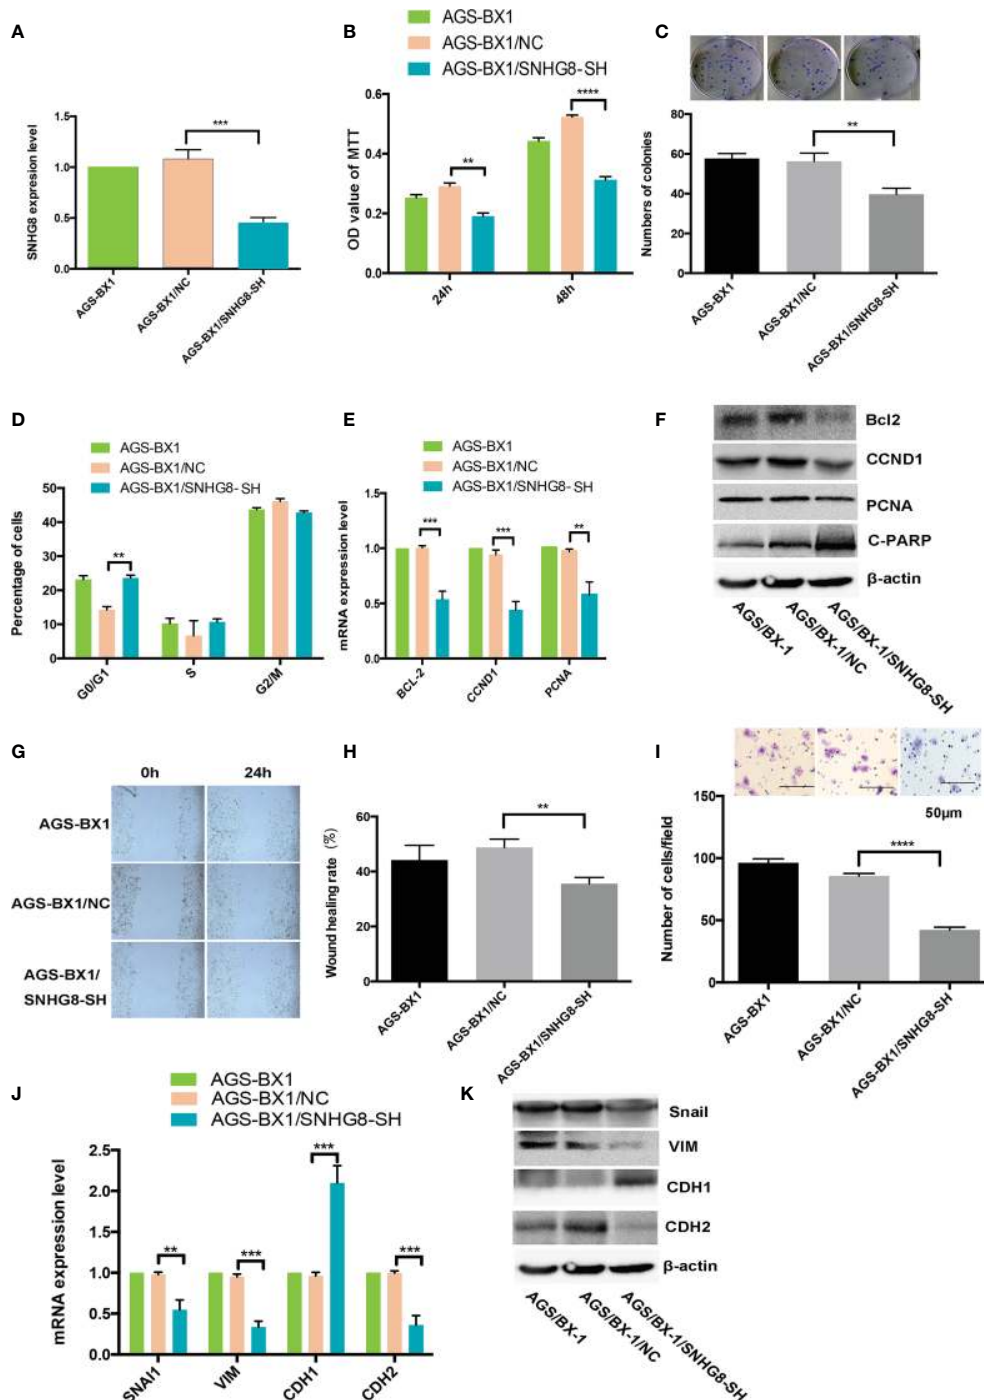 A
SNHG8 expresion level
1.5
1.0
0.5
0.0
***
AGS-BX1
AGS-BX1/NC
AGS-BX1/SNHG8-SH
B
AGS-BX1
AGS-BX1/NC
AGS-BX1/SNHG8-SH
OD value of MTT
0.6
0.4
0.2
0.0
**
****
24h
48h
C
Numbers of colonies
80
60
40
20
0
**
AGS-BX1
AGS-BX1/NC
AGS-BX1/SNHG8-SH
D
AGS-BX1
AGS-BX1/NC
AGS-BX1/SNHG8-SH
Percentage of cells
50
40
30
20
10
0
**
G0/G1
S
G2/M
E
AGS-BX1
AGS-BX1/NC
AGS-BX1/SNHG8-SH
mRNA expression level
1.5
1.0
0.5
0.0
***
***
**
BCL-2
CCND1
PCNA
F
Bcl2
CCND1
PCNA
C-PARP
β-actin
AGS/BX-1
AGS/BX-1/NC
AGS/BX-1/SNHG8-SH
G
0h
24h
AGS-BX1
AGS-BX1/NC
AGS-BX1/
SNHG8-SH
H
Wound healing rate (%)
60
40
20
0
**
AGS-BX1
AGS-BX1/NC
AGS-BX1/SNHG8-SH
I
50μm
Number of cells/field
150
100
50
0
****
AGS-BX1
AGS-BX1/NC
AGS-BX1/SNHG8-SH
J
AGS-BX1
AGS-BX1/NC
AGS-BX1/SNHG8-SH
mRNA expression level
2.5
2.0
1.5
1.0
0.5
0.0
**
***
***
***
SNAI1
VIM
CDH1
CDH2
K
Snail
VIM
CDH1
CDH2
β-actin
AGS/BX-1
AGS/BX-1/NC
AGS/BX-1/SNHG8-SH